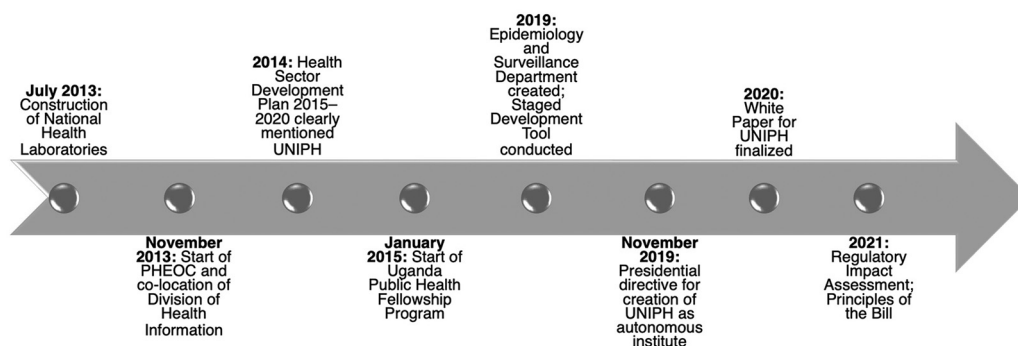 July 2013:
Construction
of National
Health
Laboratories
November
2013: Start of
PHEOC and
co-location of
Division of
Health
Information
2014: Health
Sector
Development
Plan 2015–
2020 clearly
mentioned
UNIPH
January
2015: Start of
Uganda
Public Health
Fellowship
Program
2019:
Epidemiology
and
Surveillance
Department
created;
Staged
Development
Tool
conducted
November
2019:
Presidential
directive for
creation of
UNIPH as
autonomous
institute
2020:
White
Paper for
UNIPH
finalized
2021:
Regulatory
Impact
Assessment;
Principles of
the Bill